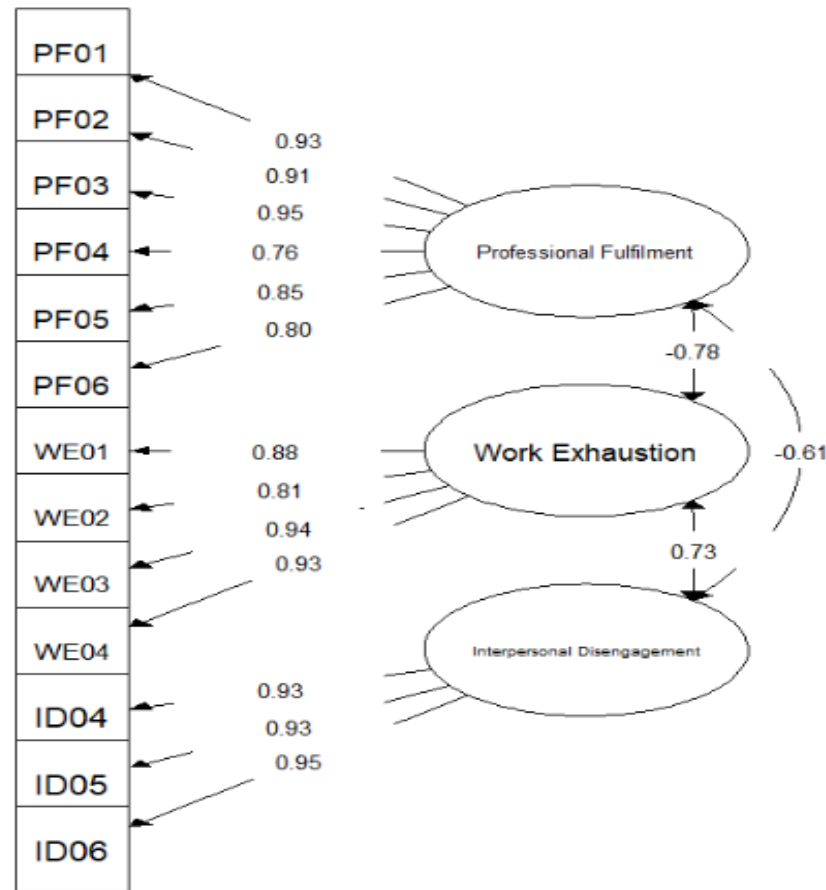 PF01
PF02
PF03
PF04
PF05
PF06
WE01
WE02
WE03
WE04
ID04
ID05
ID06
0.93
0.91
0.95
0.76
0.85
0.80
0.88
0.81
0.94
0.93
0.93
0.93
0.95
Professional Fulfilment
-0.78
Work Exhaustion
-0.61
0.73
Interpersonal Disengagement